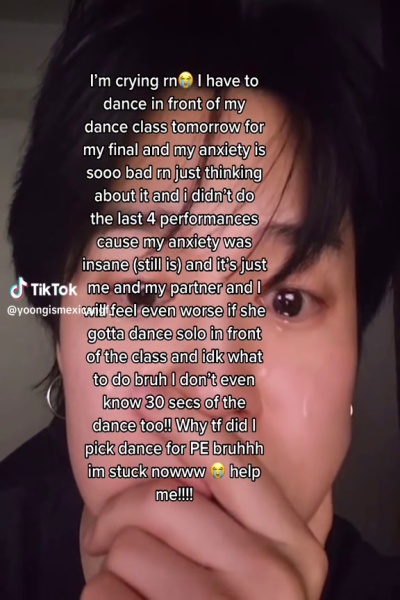 I'm crying rn😭 I have to
dance in front of my
dance class tomorrow for
my final and my anxiety is
sooo bad rn just thinking
about it and i didn't do
the last 4 performances
cause my anxiety was
insane (still is) and it's just
me and my partner and I
will feel even worse if she
gotta dance solo in front
of the class and idk what
to do bruh I don't even
know 30 secs of the
dance too!! Why tf did I
pick dance for PE bruhhh
im stuck nowww 😭 help
me!!!!
TikTok